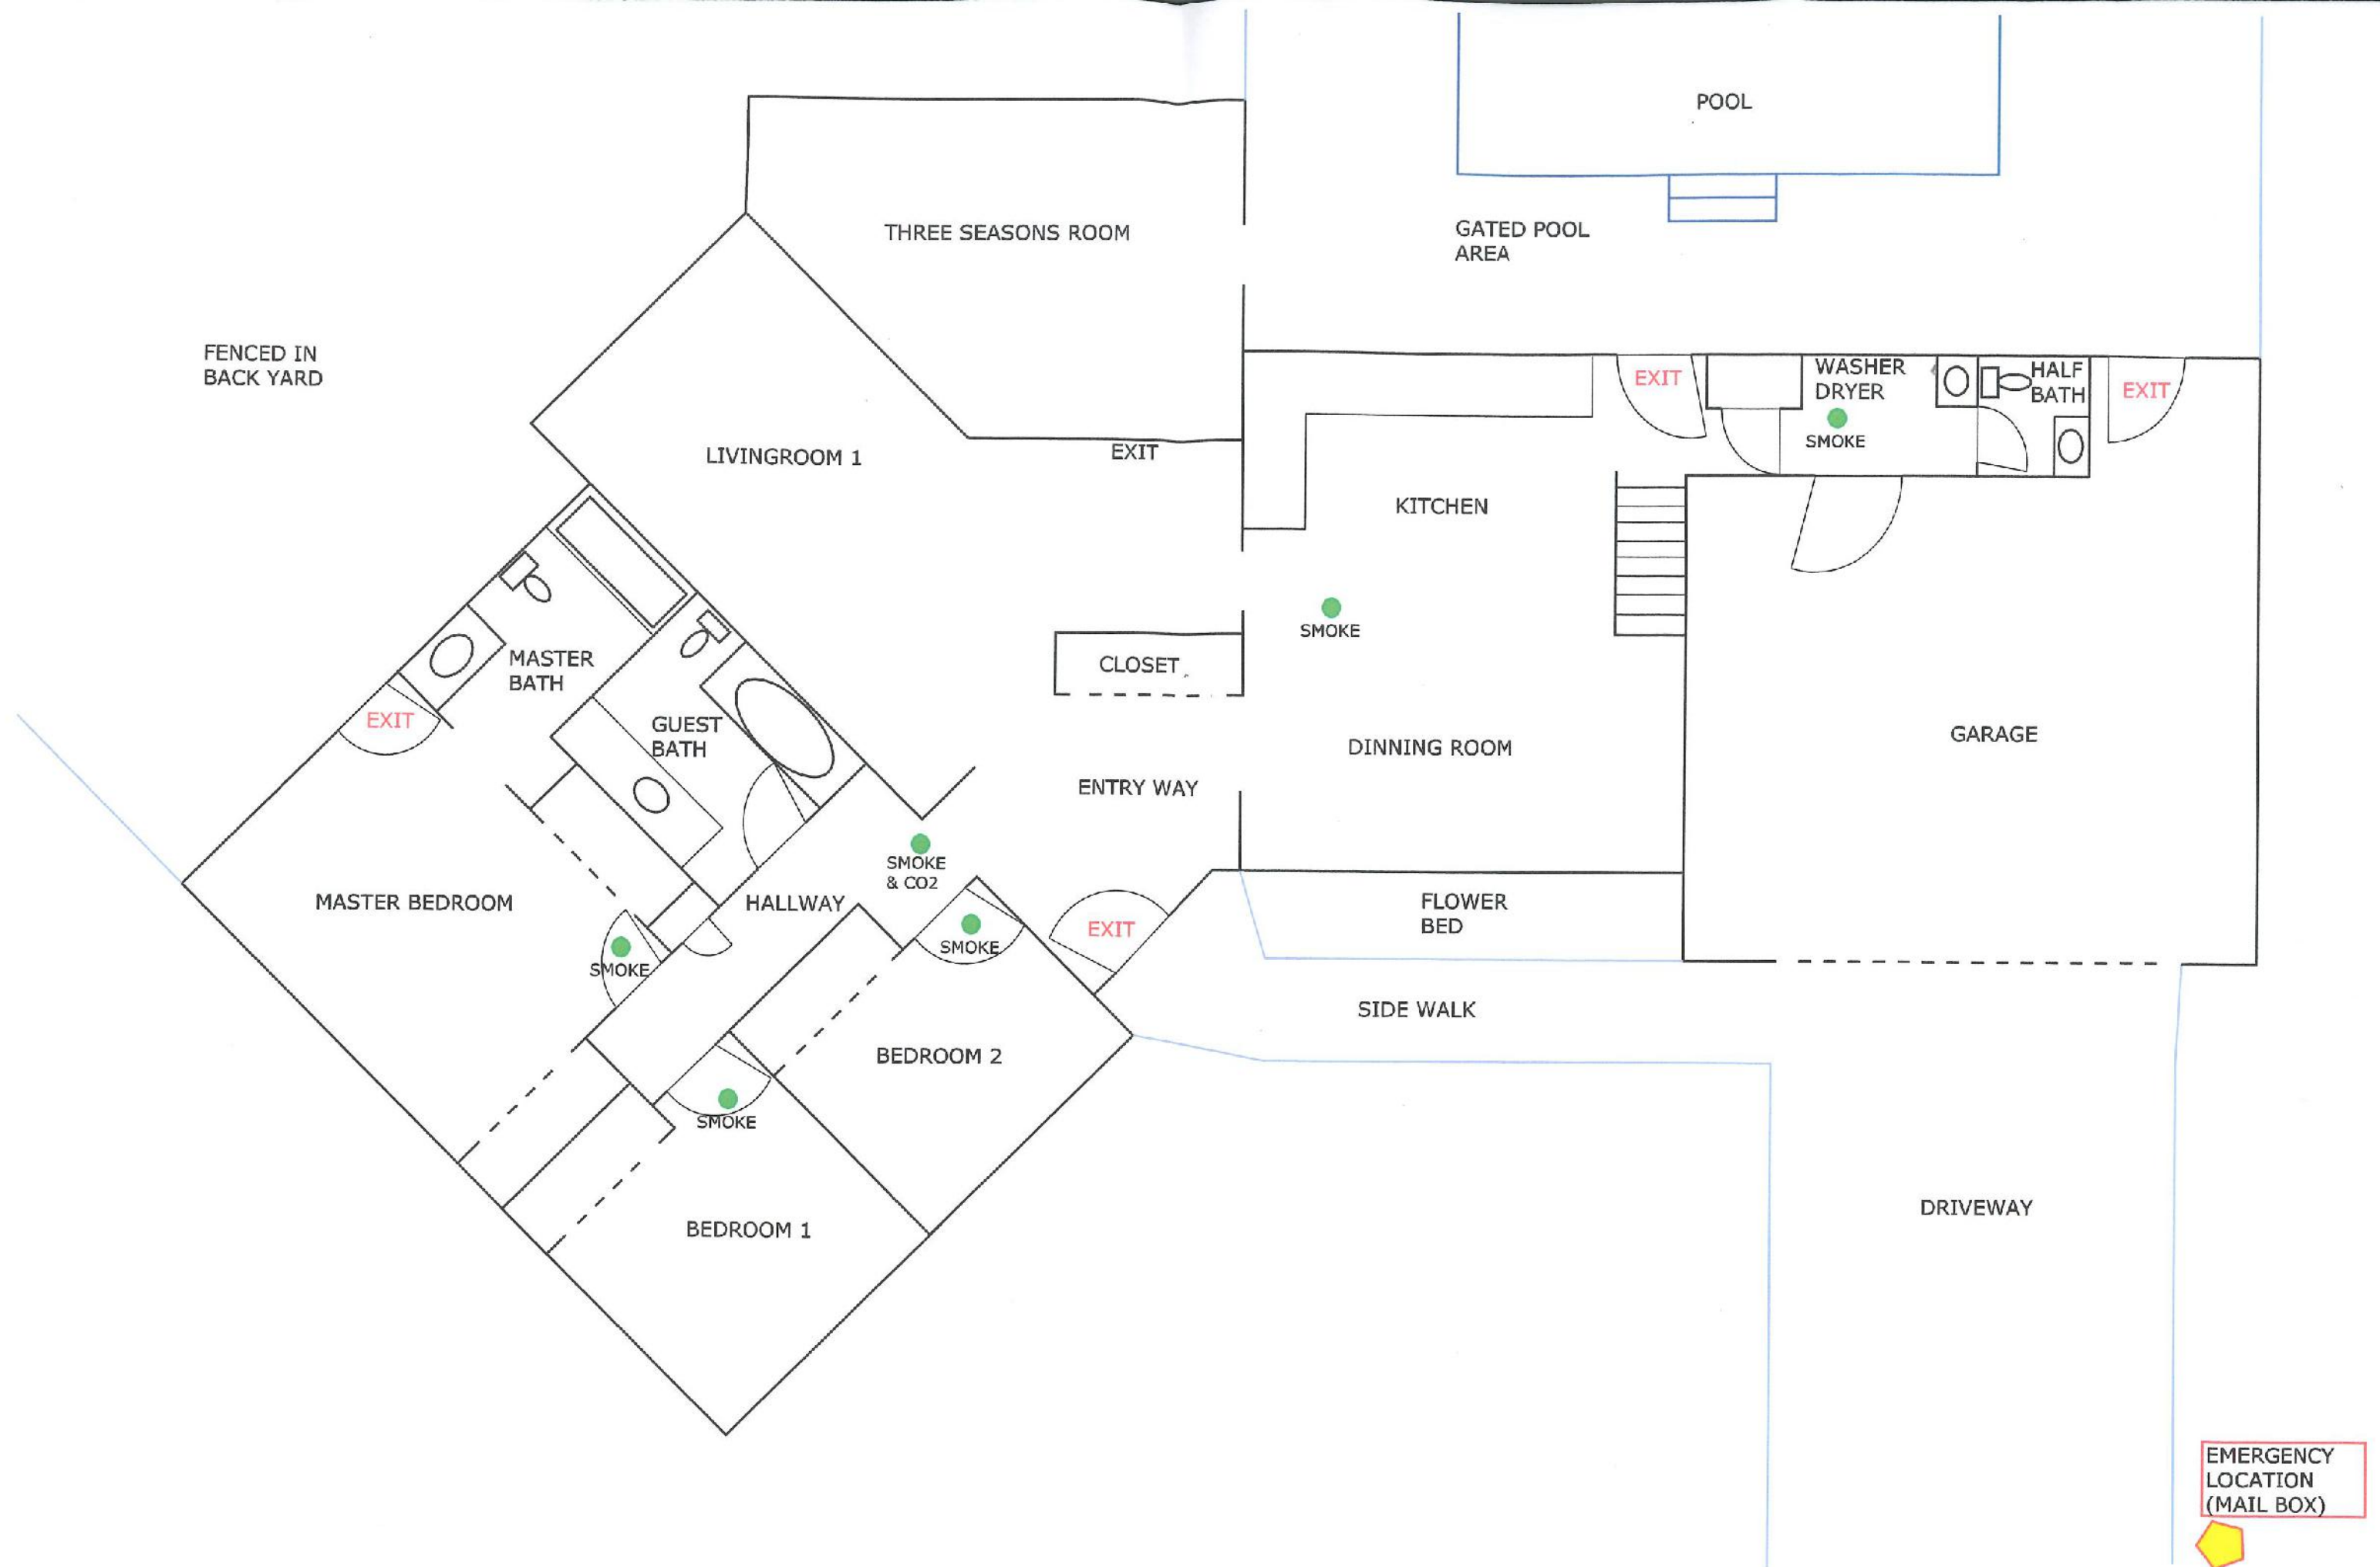 POOL
THREE SEASONS ROOM
GATED POOL
AREA
FENCED IN
BACK YARD
EXIT
WASHER
DRYER
HALF
BATH
EXIT
SMOKE
LIVINGROOM 1
EXIT
KITCHEN
SMOKE
MASTER
BATH
CLOSET
EXIT
GUEST
BATH
DINNING ROOM
GARAGE
ENTRY WAY
SMOKE
& CO2
MASTER BEDROOM
HALLWAY
FLOWER
BED
EXIT
SMOKE
SMOKE
SIDE WALK
BEDROOM 2
SMOKE
DRIVEWAY
BEDROOM 1
EMERGENCY
LOCATION
(MAIL BOX)